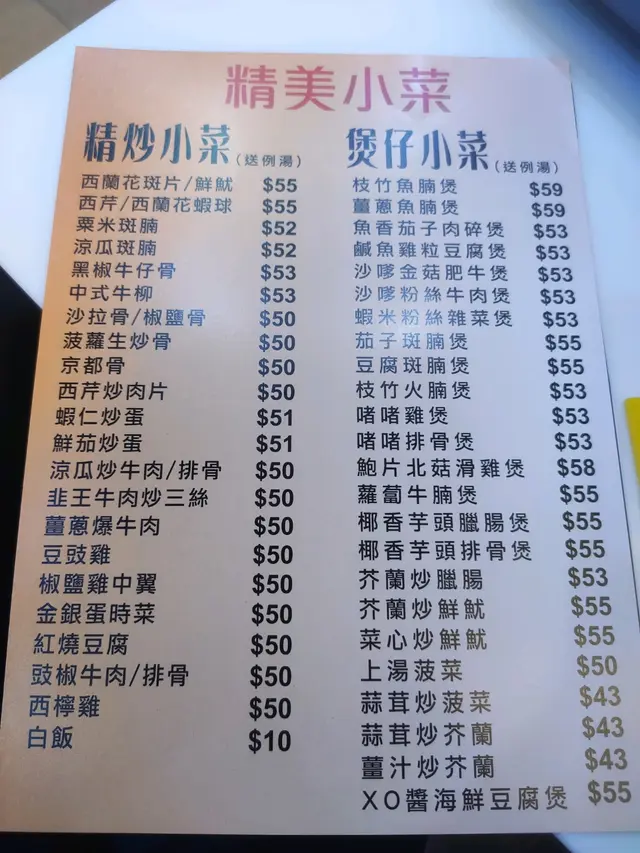 精美小菜
精炒小菜(送例湯)
西蘭花斑片/鮮魷 $55
西芹/西蘭花蝦球 $55
粟米斑腩 $52
涼瓜斑腩 $52
黑椒牛仔骨 $53
中式牛柳 $53
沙拉骨/椒鹽骨 $50
菠蘿生炒骨 $50
京都骨 $50
西芹炒肉片 $50
蝦仁炒蛋 $51
鮮茄炒蛋 $51
涼瓜炒牛肉/排骨 $50
韭王牛肉炒三絲 $50
薑蔥爆牛肉 $50
豆豉雞 $50
椒鹽雞中翼 $50
金銀蛋時菜 $50
紅燒豆腐 $50
豉椒牛肉/排骨 $50
西檸雞 $50
白飯 $10
煲仔小菜(送例湯)
枝竹魚腩煲 $59
薑蔥魚腩煲 $59
魚香茄子肉碎煲 $53
鹹魚雞粒豆腐煲 $53
沙嗲金菇肥牛煲 $53
沙嗲粉絲牛肉煲 $53
蝦米粉絲雜菜煲 $53
茄子斑腩煲 $55
豆腐斑腩煲 $55
枝竹火腩煲 $53
啫啫雞煲 $53
啫啫排骨煲 $53
鮑片北菇滑雞煲 $58
蘿蔔牛腩煲 $55
椰香芋頭臘腸煲 $55
椰香芋頭排骨煲 $55
芥蘭炒臘腸 $53
芥蘭炒鮮魷 $55
菜心炒鮮魷 $55
上湯菠菜 $50
蒜茸炒菠菜 $43
蒜茸炒芥蘭 $43
薑汁炒芥蘭 $43
XO醬海鮮豆腐煲 $55